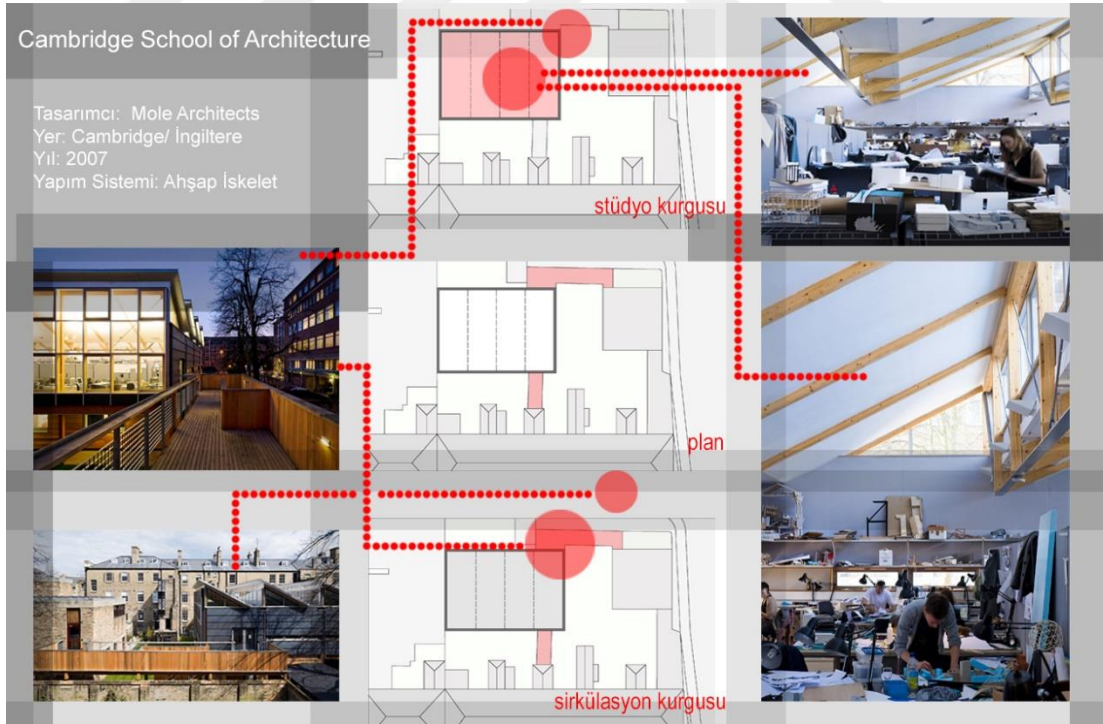 Cambridge School of Architecture
Tasarımcı: Mole Architects
Yer: Cambridge/ İngiltere
Yıl: 2007
Yapım Sistemi: Ahşap İskelet
stüdyo kurgusu
plan
sirkülasyon kurgusu